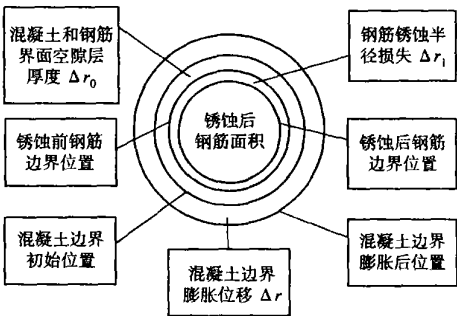 混凝土和钢筋
界面空隙层
厚度 Δr₀
钢筋锈蚀半
径损失 Δr₁
锈蚀后
钢筋面积
锈蚀前钢筋
边界位置
锈蚀后钢筋
边界位置
混凝土边界
初始位置
混凝土边界
膨胀位移 Δr
混凝土边界
膨胀后位置